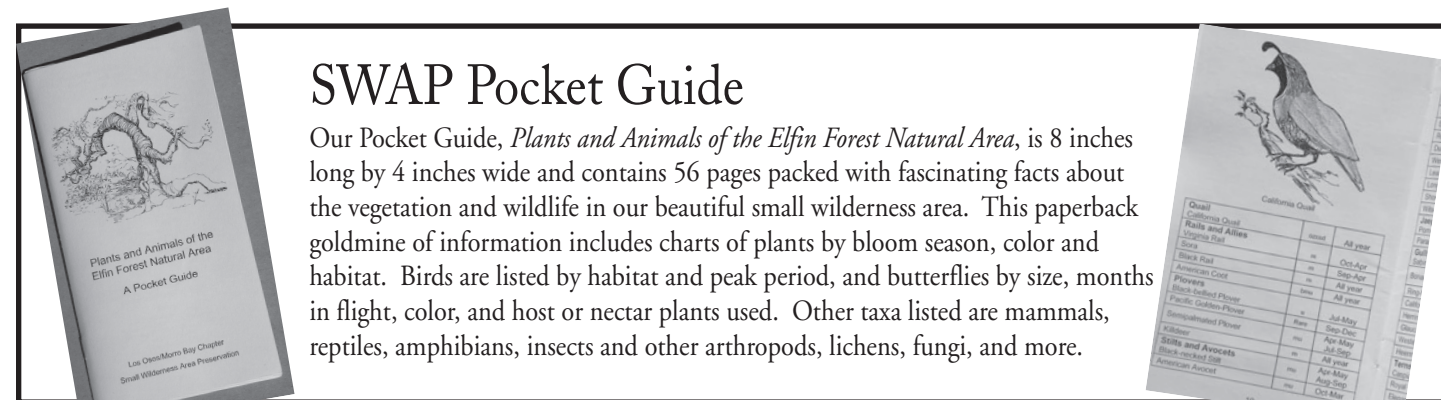 Plants and Animals of the
Elfin Forest Natural Area
A Pocket Guide
Los Osos/Morro Bay Chapter
Small Wilderness Area Preservation
SWAP Pocket Guide
Our Pocket Guide, Plants and Animals of the Elfin Forest Natural Area, is 8 inches
long by 4 inches wide and contains 56 pages packed with fascinating facts about
the vegetation and wildlife in our beautiful small wilderness area.  This paperback
goldmine of information includes charts of plants by bloom season, color and
habitat.  Birds are listed by habitat and peak period, and butterflies by size, months
in flight, color, and host or nectar plants used.  Other taxa listed are mammals,
reptiles, amphibians, insects and other arthropods, lichens, fungi, and more.
California Quail
Quail
California Quail All year
Rails and Allies
Virginia Rail Oct-Apr
Sora Sep-Apr
Black Rail All year
American Coot All year
Plovers
Black-bellied Plover Jul-May
Pacific Golden-Plover Rare Sep-Dec
Semipalmated Plover Apr-May
Jul-Sep
Killdeer All year
Stilts and Avocets
Black-necked Stilt Apr-May
Aug-Sep
American Avocet Oct-Mar